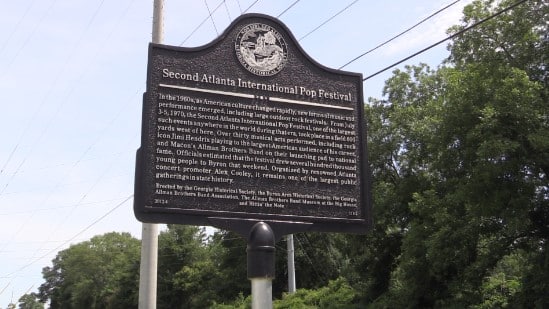 Second Atlanta International Pop Festival
In the 1960s, as American culture changed rapidly, new forms of music and
performance emerged, including large outdoor rock festivals. From July
3-5, 1970, the Second Atlanta International Pop Festival, one of the largest
such events anywhere in the world during that era, took place in a field 605
yards west of here. Over thirty musical acts performed, including rock
icon Jimi Hendrix playing to the largest American audience of his career
and Macon's Allman Brothers Band on their launching pad to national
fame. Officials estimated that the festival drew several hundred thousand
young people to Byron that weekend. Organized by renowned Atlanta
concert promoter, Alex Cooley, it remains one of the largest public
gatherings in state history.
Erected by the Georgia Historical Society, the Byron Area Historical Society, the Georgia
Allman Brothers Band Association, The Allman Brothers Band Museum at the Big House,
and Hittin' the Note